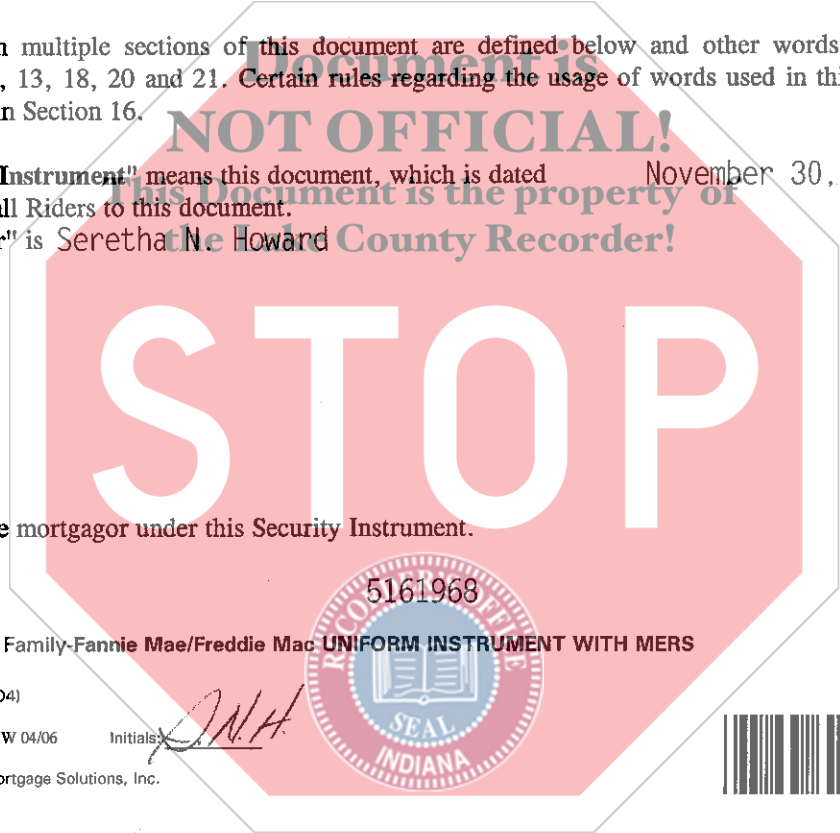 multiple sections of this document are defined below and other words
, 13, 18, 20 and 21. Certain rules regarding the usage of words used in
n Section 16.
Document is
NOT OFFICIAL!
This Document is the property of
the Lake County Recorder!
Instrument" means this document, which is dated November 30,
all Riders to this document.
" is Seretha N. Howard
STOP
mortgagor under this Security Instrument.
5161968
Family-Fannie Mae/Freddie Mac UNIFORM INSTRUMENT WITH MERS
04)
W 04/06 Initials: S.N.H.
ortgage Solutions, Inc.
RECORDER'S OFFICE
SEAL
INDIANA